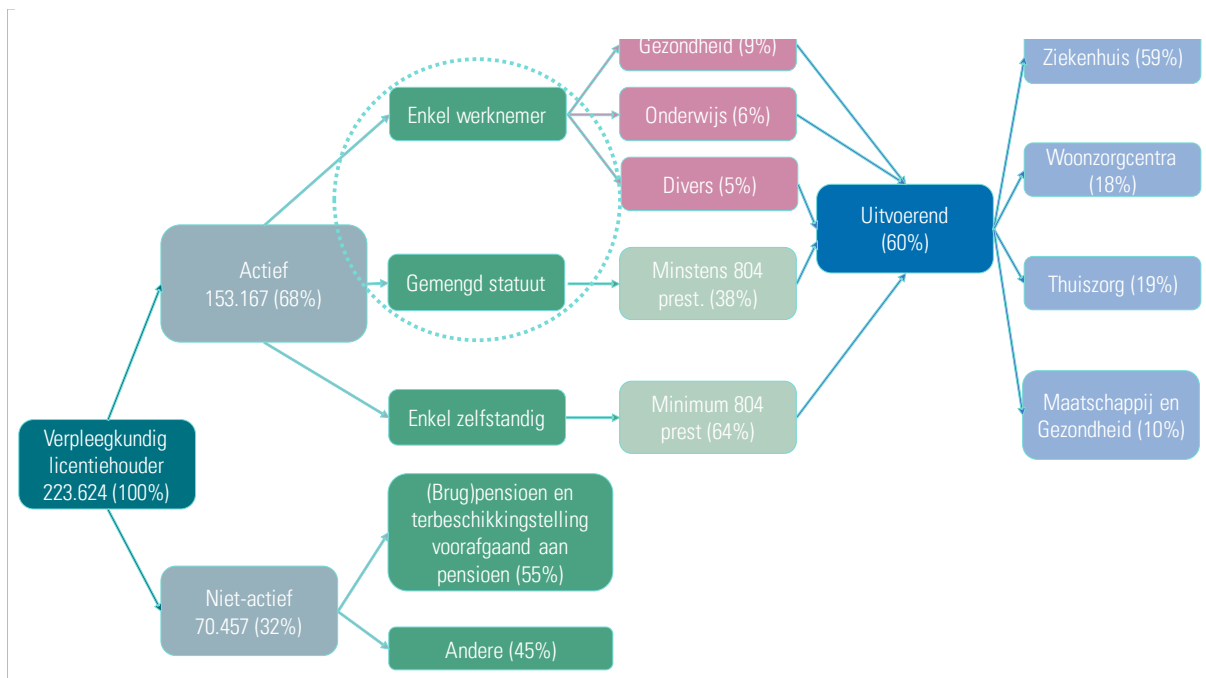 Gezondheid (9%)
Ziekenhuis (59%)
Enkel werknemer
Onderwijs (6%)
Woonzorgcentra
(18%)
Divers (5%)
Uitvoerend
(60%)
Actief
153.167 (68%)
Gemengd statuut
Minstens 804
prest. (38%)
Thuiszorg (19%)
Enkel zelfstandig
Minimum 804
prest (64%)
Maatschappij en
Gezondheid (10%)
Verpleegkundig
licentiehouder
223.624 (100%)
(Brug)pensioen en
terbeschikkingstelling
voorafgaand aan
pensioen (55%)
Niet-actief
70.457 (32%)
Andere (45%)